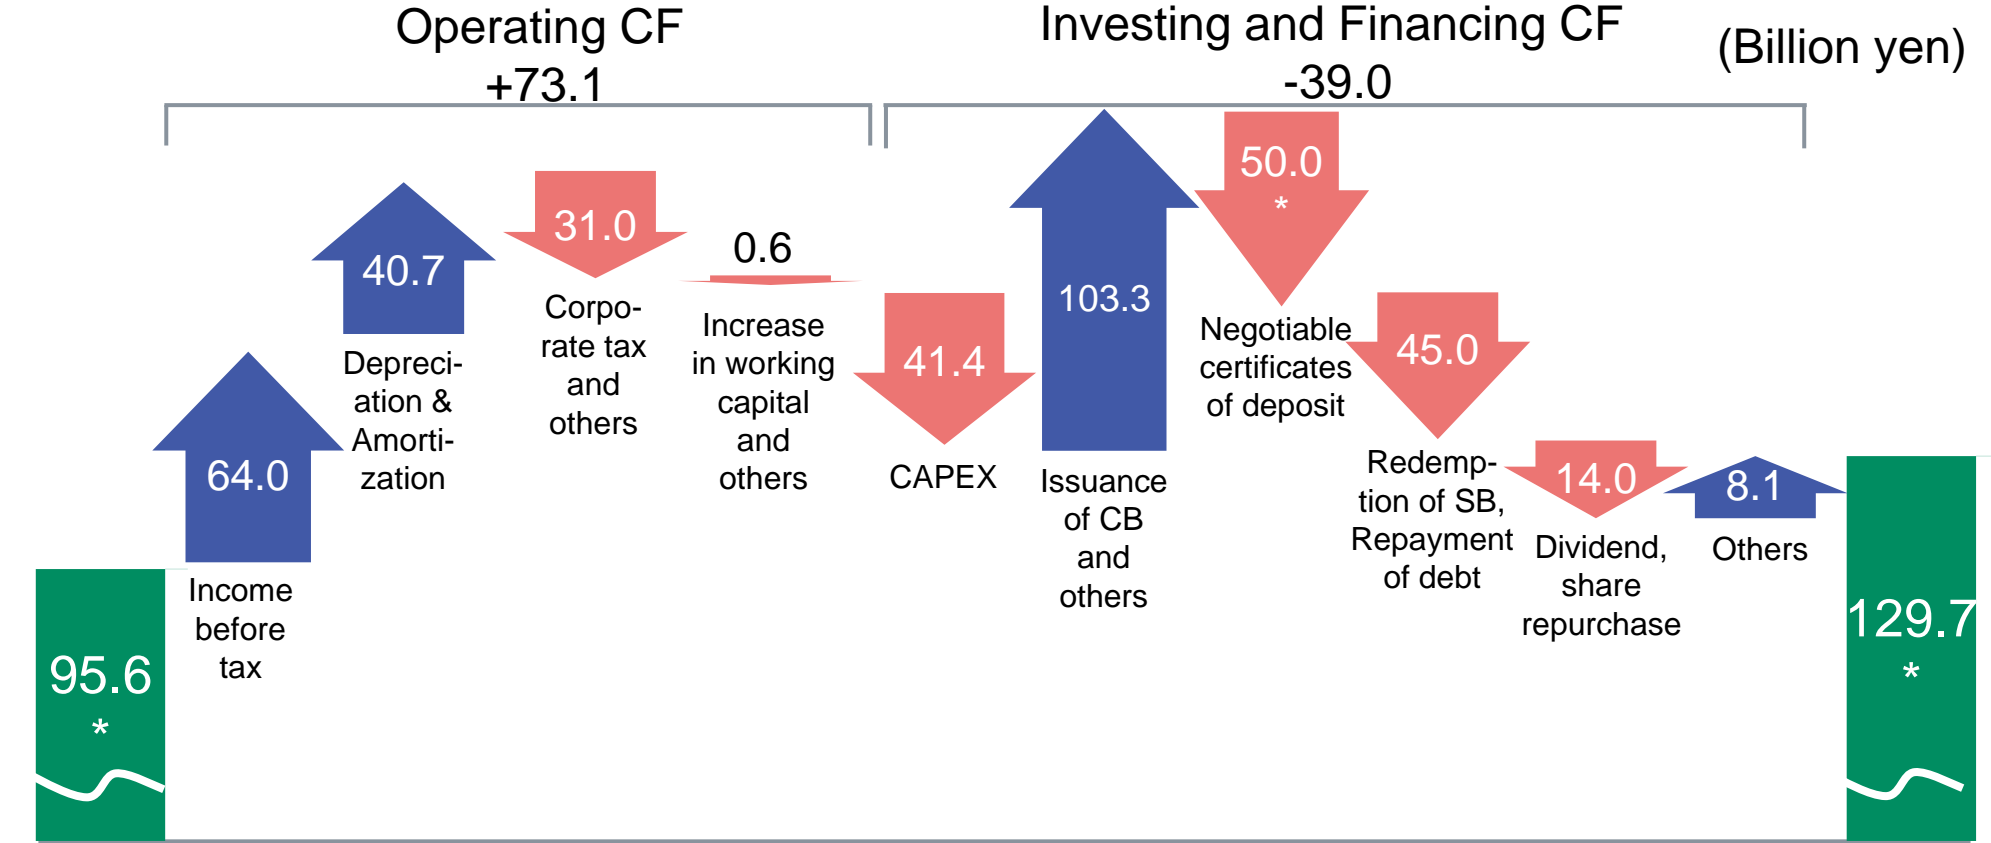 Operating CF
+73.1
Investing and Financing CF
-39.0
(Billion yen)
95.6
*
64.0
Income
before
tax
40.7
Depreci-
ation &
Amorti-
zation
31.0
Corpo-
rate tax
and
others
0.6
Increase
in working
capital
and
others
41.4
CAPEX
103.3
Issuance
of CB
and
others
50.0
*
Negotiable
certificates
of deposit
45.0
Redemp-
tion of SB,
Repayment
of debt
14.0
Dividend,
share
repurchase
8.1
Others
129.7
*